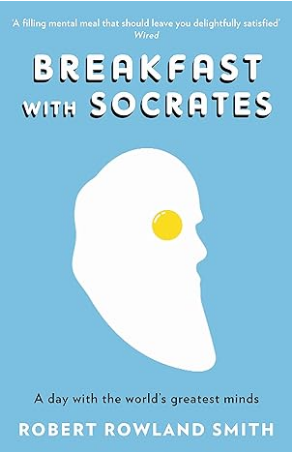 'A filling mental meal that should leave you delightfully satisfied'
Wired
BREAKFAST
WITH SOCRATES
A day with the world's greatest minds
ROBERT ROWLAND SMITH